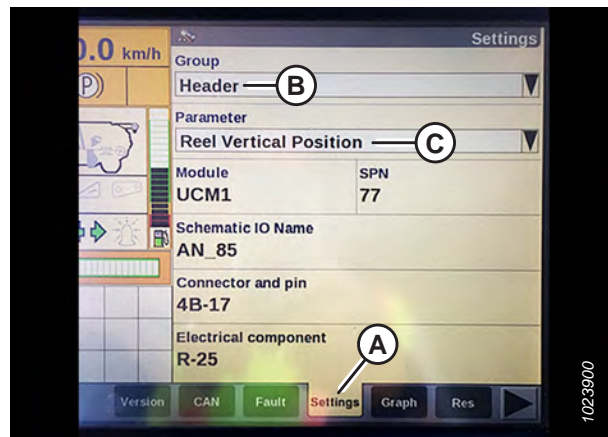 0.0 km/h
Settings
Group
(P)
Header
B
Parameter
Reel Vertical Position
C
Module SPN
UCM1 77
Schematic IO Name
AN_85
Connector and pin
4B-17
Electrical component
R-25
A
Version CAN Fault Settings Graph Res
1023900